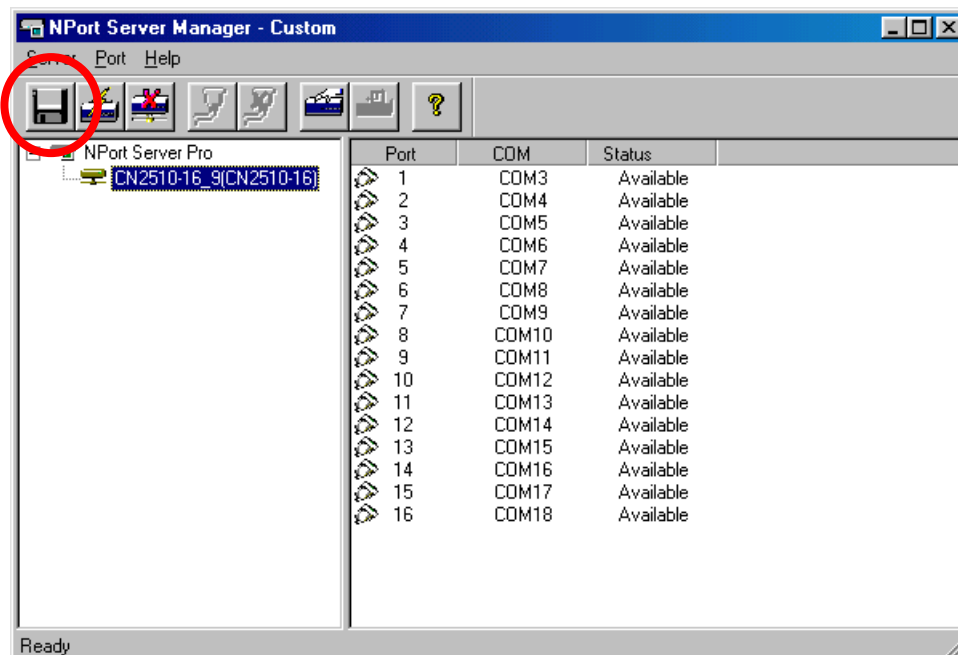 NPort Server Manager - Custom
Server Port Help
NPort Server Pro
CN2510-16_9(CN2510-16)
Port COM Status
1 COM3 Available
2 COM4 Available
3 COM5 Available
4 COM6 Available
5 COM7 Available
6 COM8 Available
7 COM9 Available
8 COM10 Available
9 COM11 Available
10 COM12 Available
11 COM13 Available
12 COM14 Available
13 COM15 Available
14 COM16 Available
15 COM17 Available
16 COM18 Available
Ready